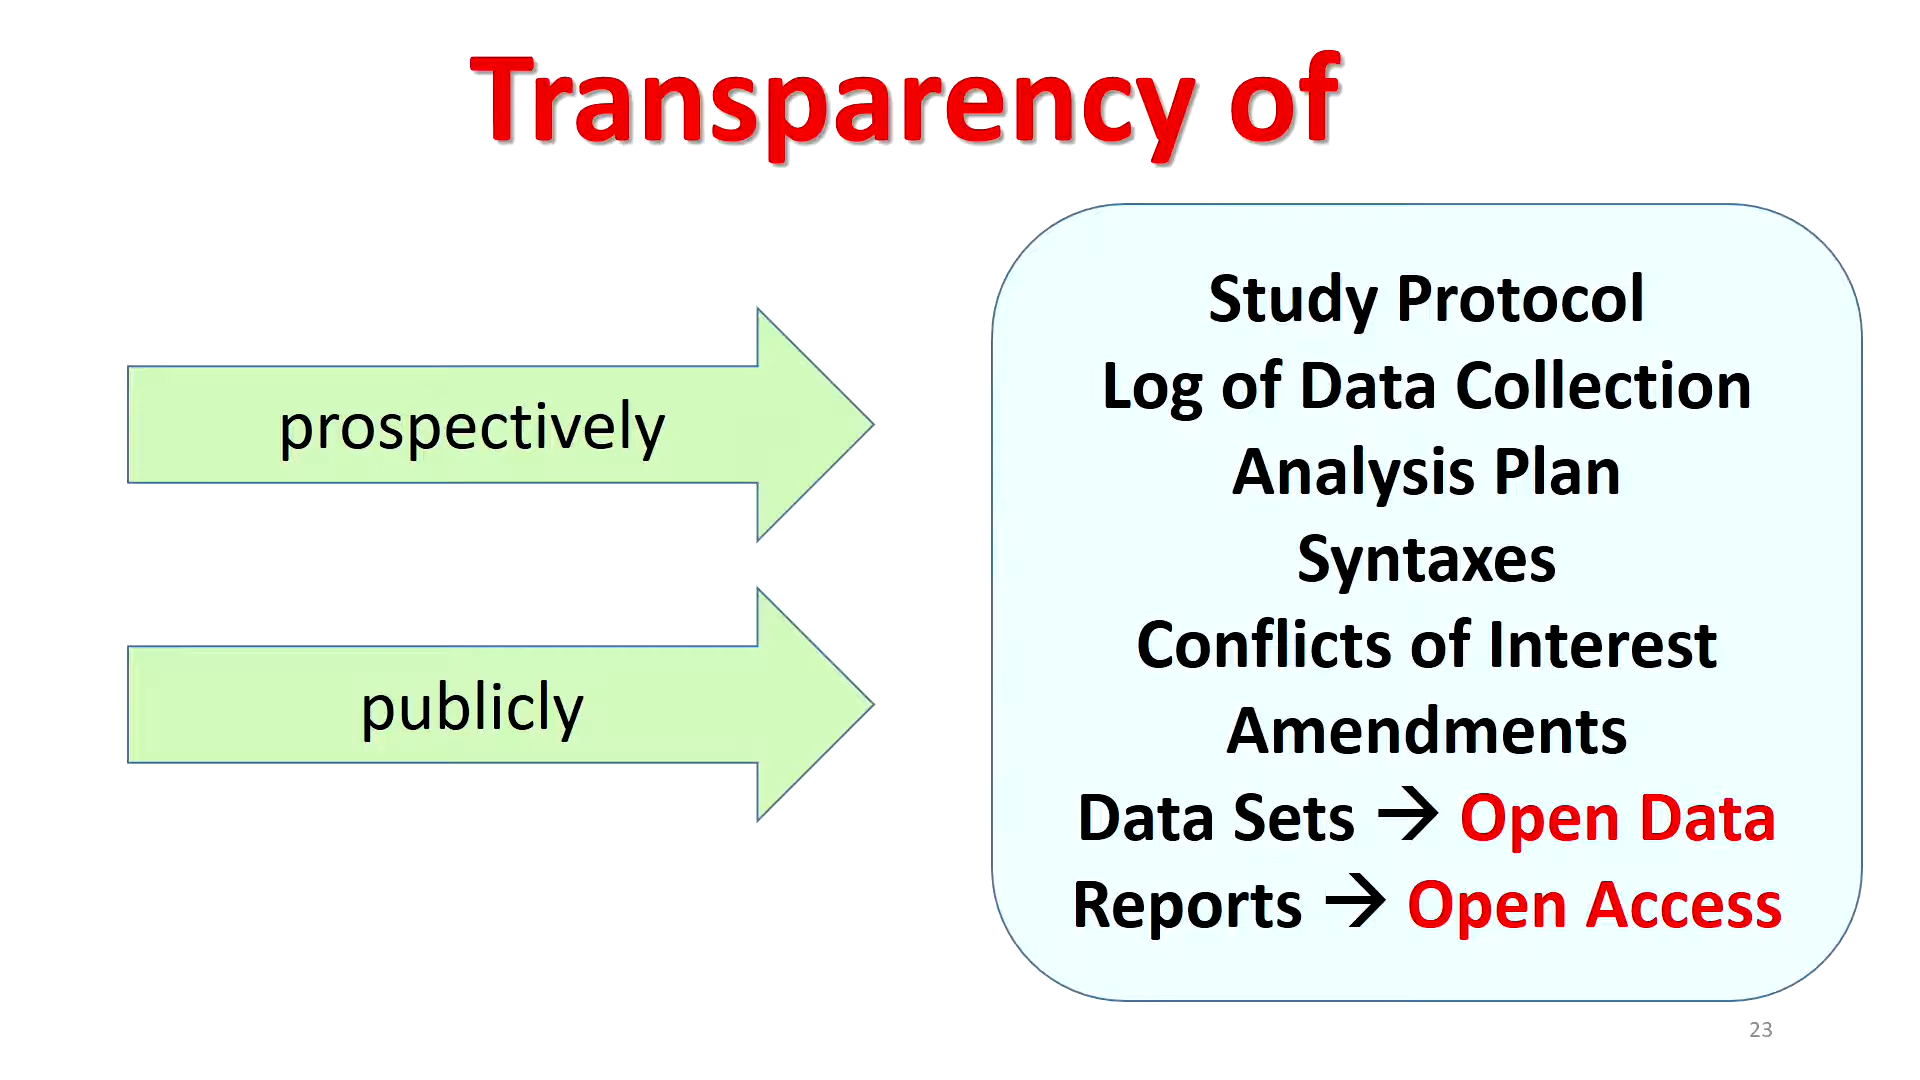 Transparency of
prospectively
publicly
Study Protocol
Log of Data Collection
Analysis Plan
Syntaxes
Conflicts of Interest
Amendments
Data Sets → Open Data
Reports → Open Access
23